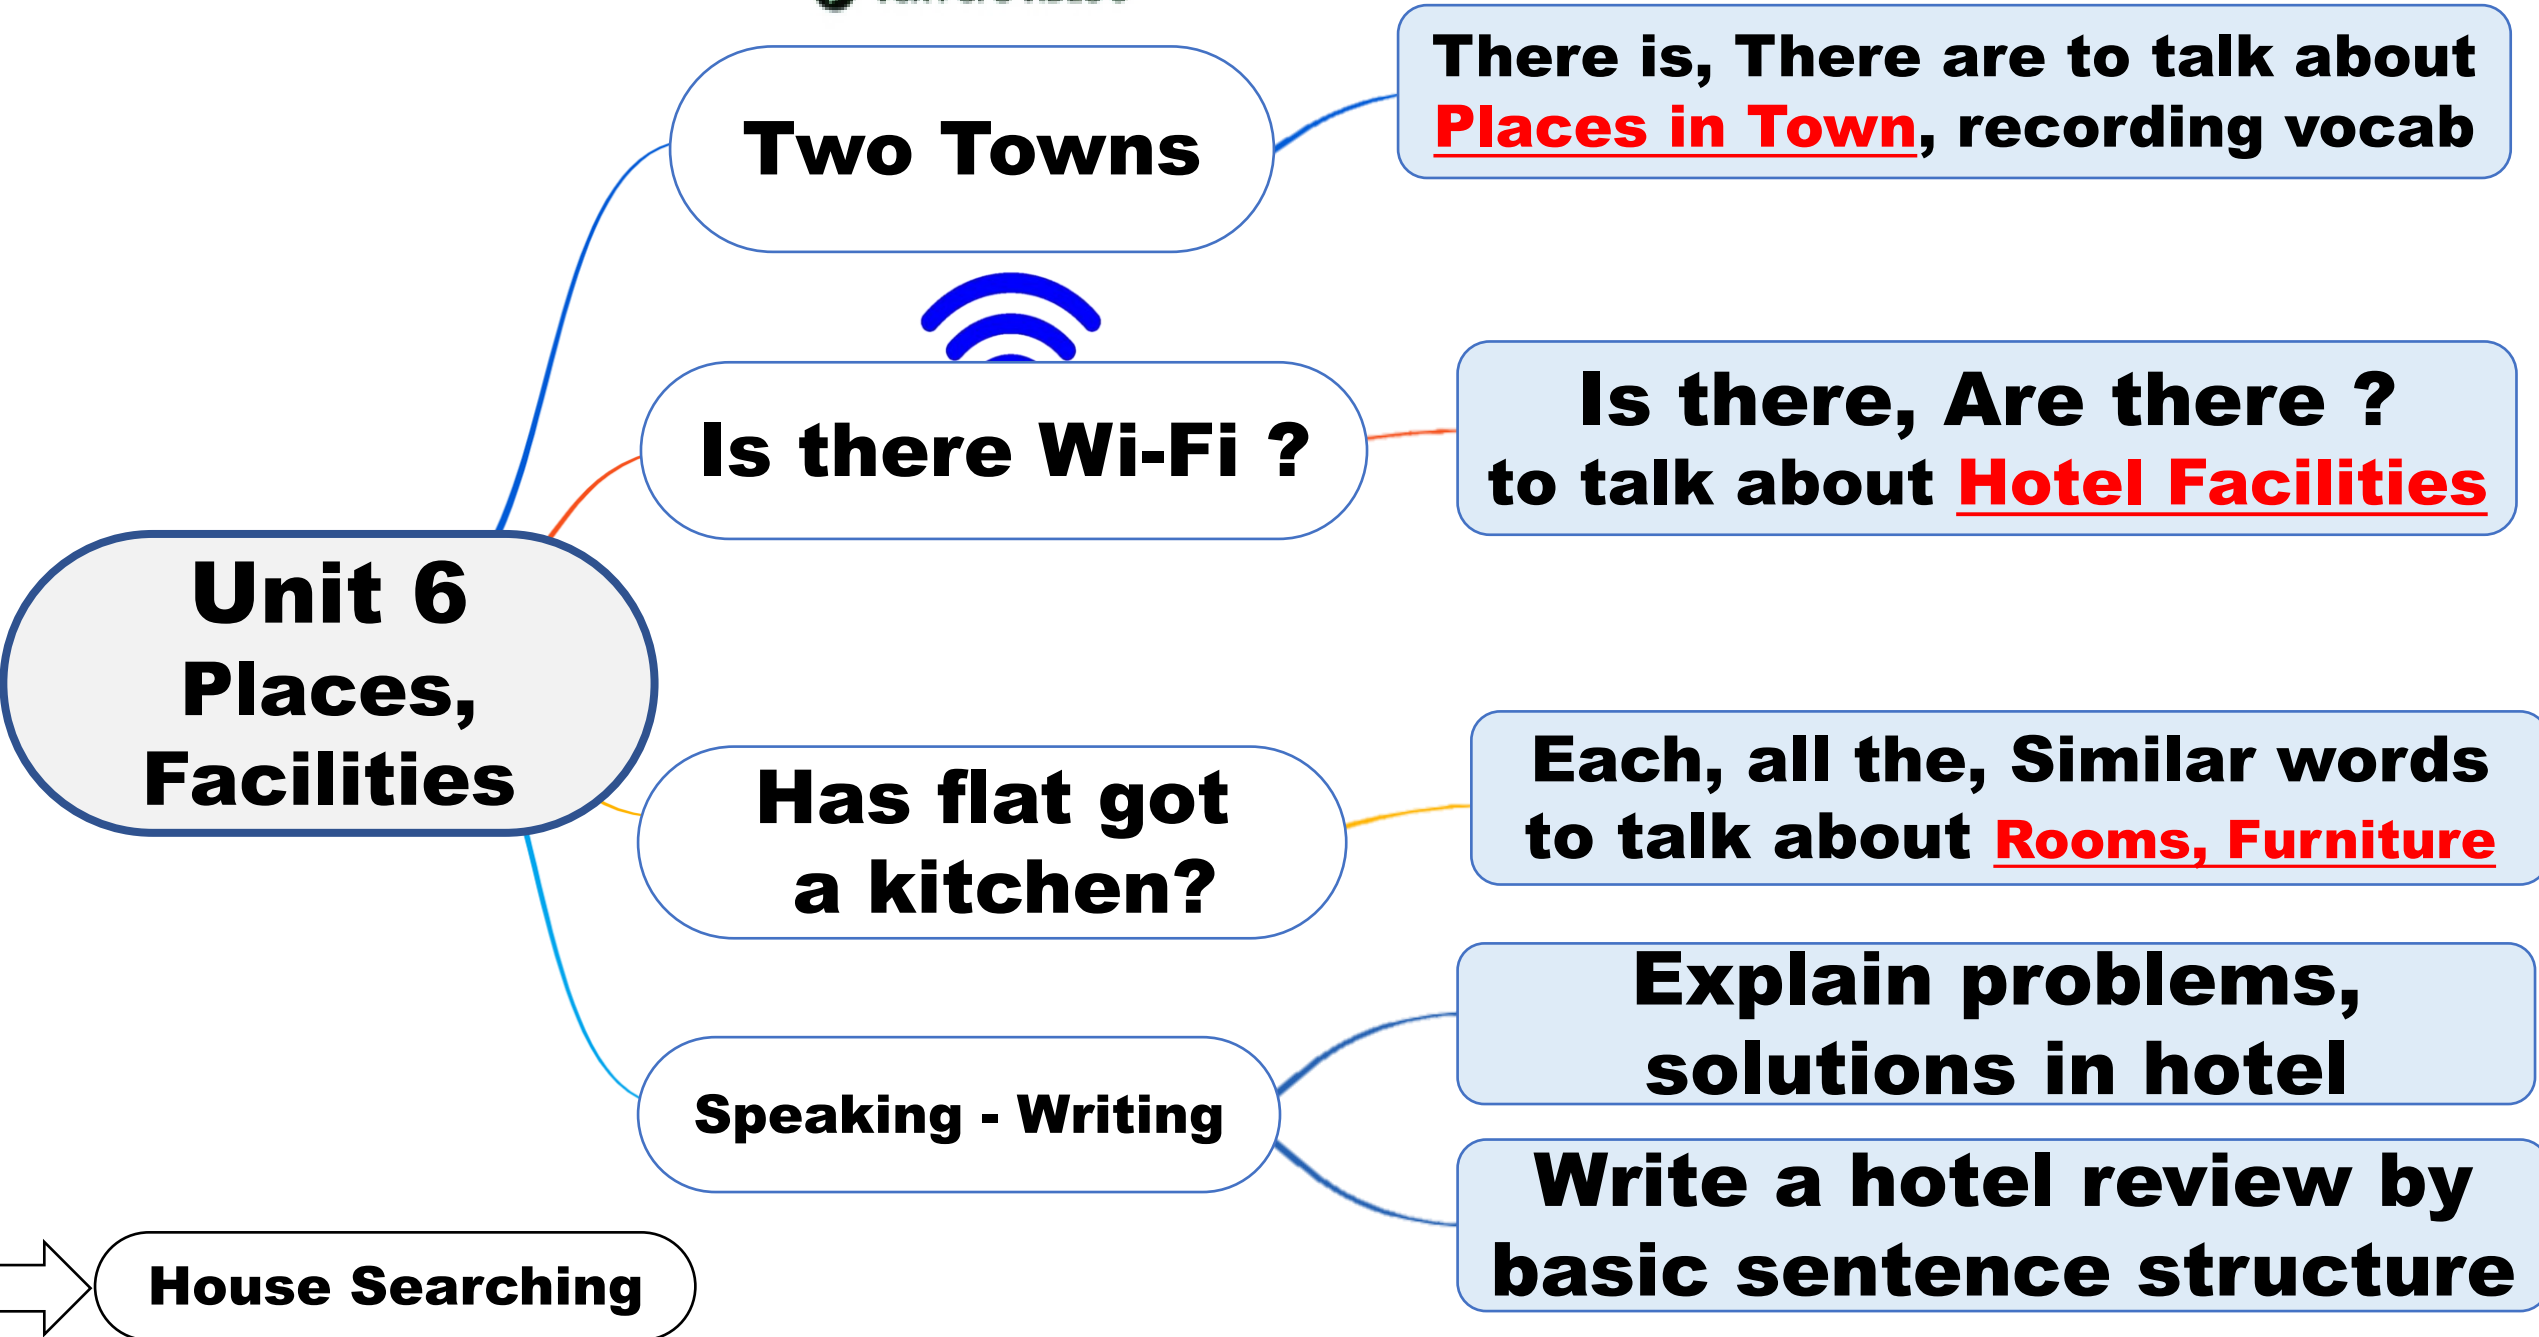 Two Towns
There is, There are to talk about
Places in Town, recording vocab
Is there Wi-Fi ?
Is there, Are there ?
to talk about Hotel Facilities
Unit 6
Places,
Facilities
Has flat got
a kitchen?
Each, all the, Similar words
to talk about Rooms, Furniture
Speaking - Writing
Explain problems,
solutions in hotel
Write a hotel review by
basic sentence structure
House Searching